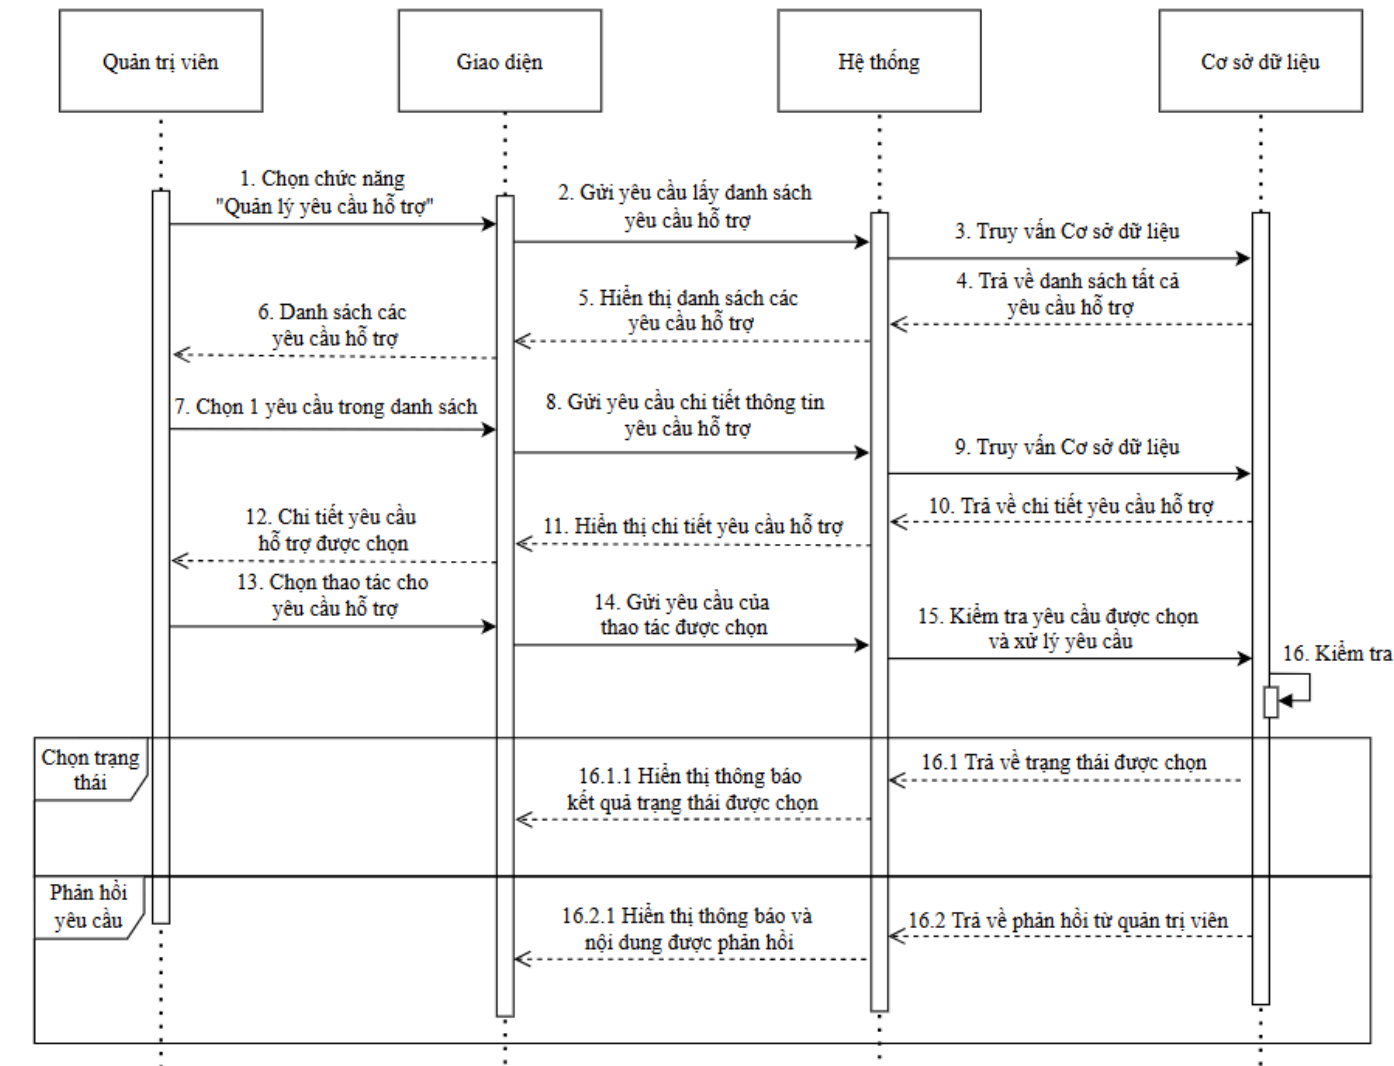 Quản trị viên
Giao diện
Hệ thống
Cơ sở dữ liệu
1. Chọn chức năng
"Quản lý yêu cầu hỗ trợ"
2. Gửi yêu cầu lấy danh sách
yêu cầu hỗ trợ
3. Truy vấn Cơ sở dữ liệu
4. Trả về danh sách tất cả
yêu cầu hỗ trợ
5. Hiển thị danh sách các
yêu cầu hỗ trợ
6. Danh sách các
yêu cầu hỗ trợ
7. Chọn 1 yêu cầu trong danh sách
8. Gửi yêu cầu chi tiết thông tin
yêu cầu hỗ trợ
9. Truy vấn Cơ sở dữ liệu
10. Trả về chi tiết yêu cầu hỗ trợ
11. Hiển thị chi tiết yêu cầu hỗ trợ
12. Chi tiết yêu cầu
hỗ trợ được chọn
13. Chọn thao tác cho
yêu cầu hỗ trợ
14. Gửi yêu cầu của
thao tác được chọn
15. Kiểm tra yêu cầu được chọn
và xử lý yêu cầu
16. Kiểm tra
Chọn trạng
thái
16.1 Trả về trạng thái được chọn
16.1.1 Hiển thị thông báo
kết quả trạng thái được chọn
Phản hồi
yêu cầu
16.2 Trả về phản hồi từ quản trị viên
16.2.1 Hiển thị thông báo và
nội dung được phản hồi